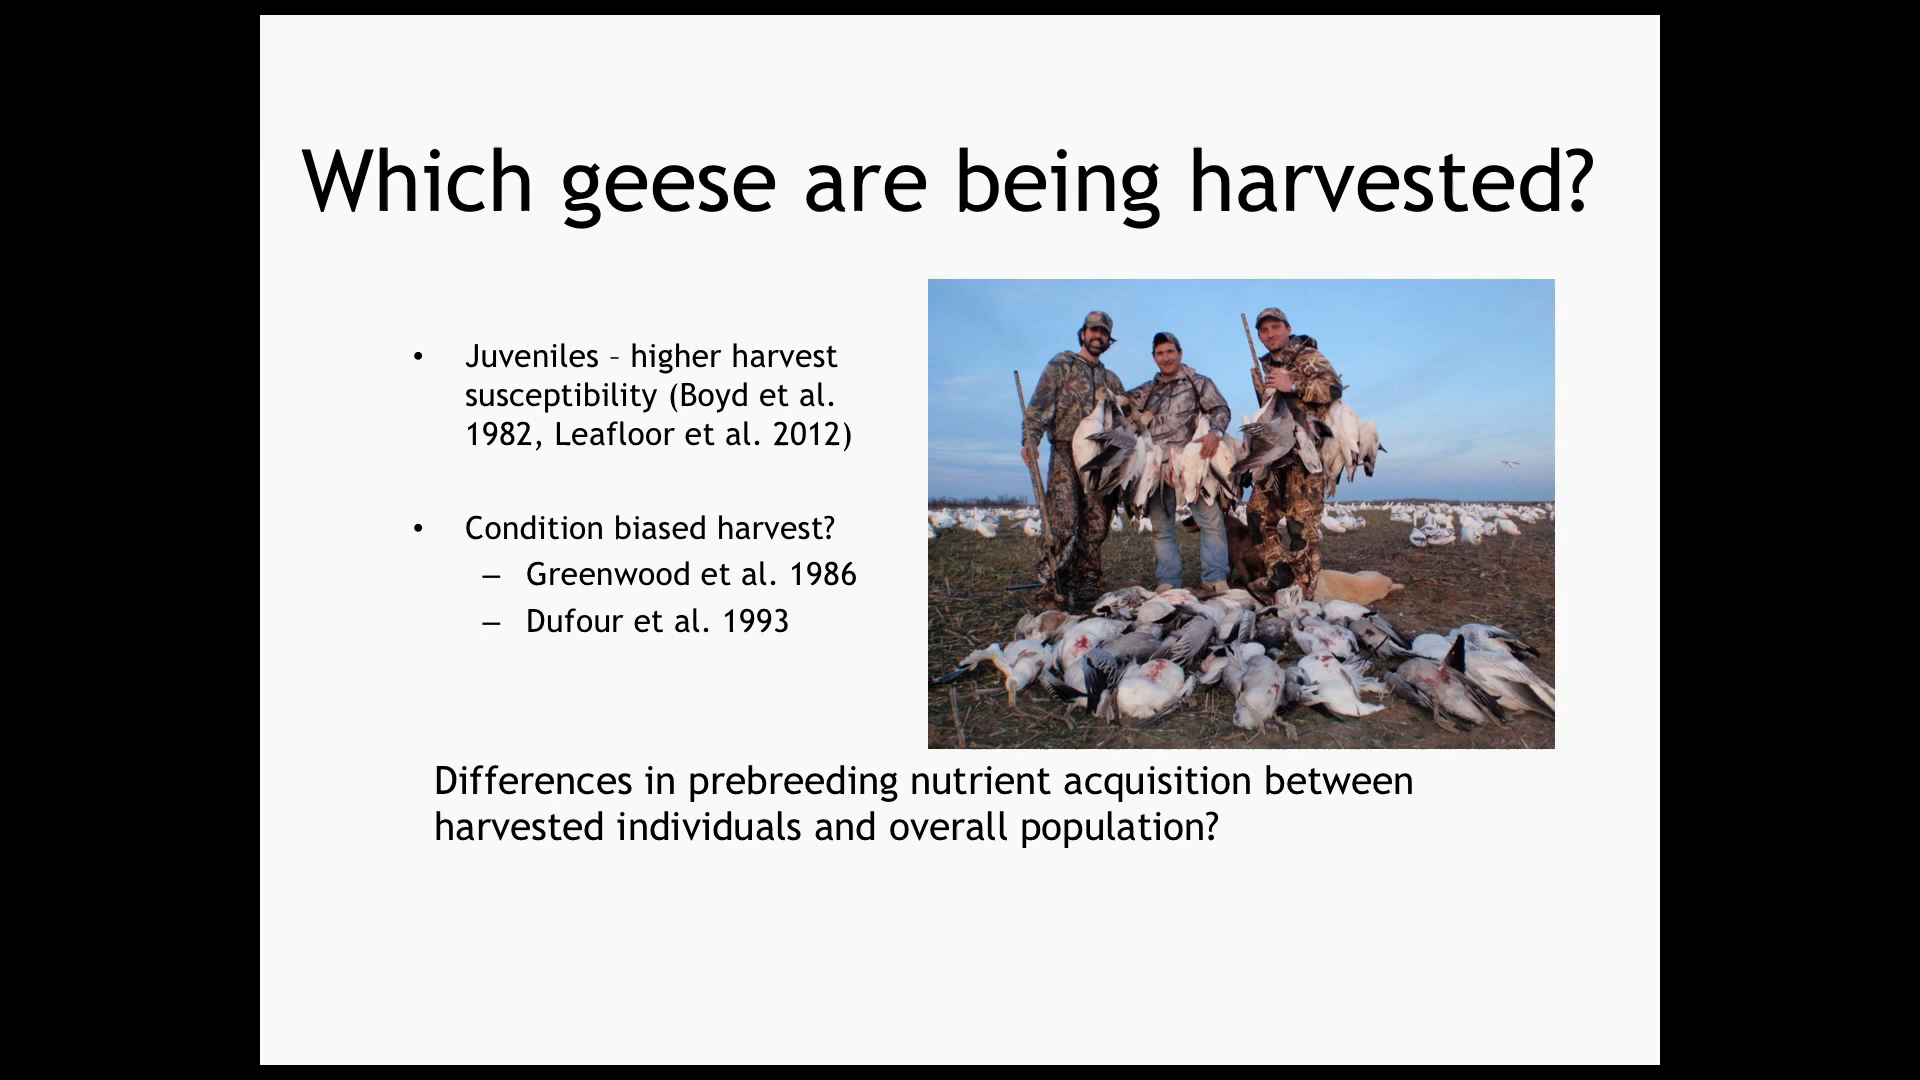 Which geese are being harvested?
• Juveniles – higher harvest
susceptibility (Boyd et al.
1982, Leafloor et al. 2012)
• Condition biased harvest?
– Greenwood et al. 1986
– Dufour et al. 1993
Differences in prebreeding nutrient acquisition between
harvested individuals and overall population?